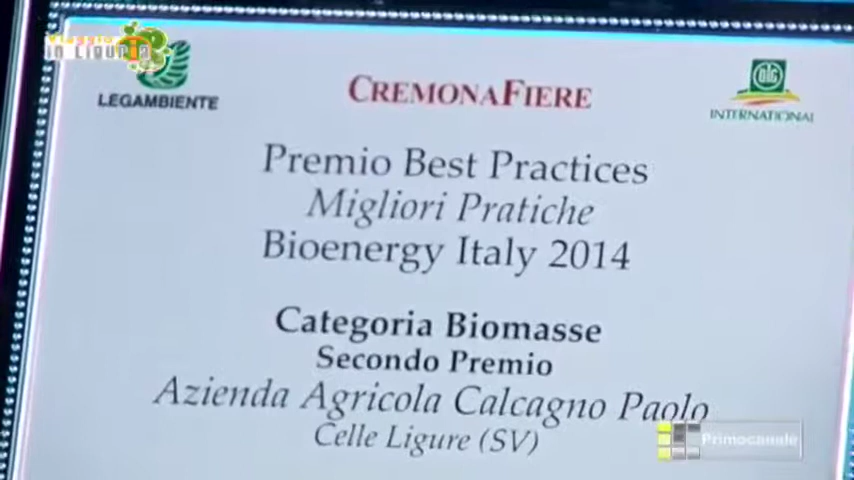 Viaggio
in Liguria
LEGAMBIENTE
CREMONAFIERE
DLG
INTERNATIONAL
Premio Best Practices
Migliori Pratiche
Bioenergy Italy 2014
Categoria Biomasse
Secondo Premio
Azienda Agricola Calcagno Paolo
Celle Ligure (SV)
Primocanale